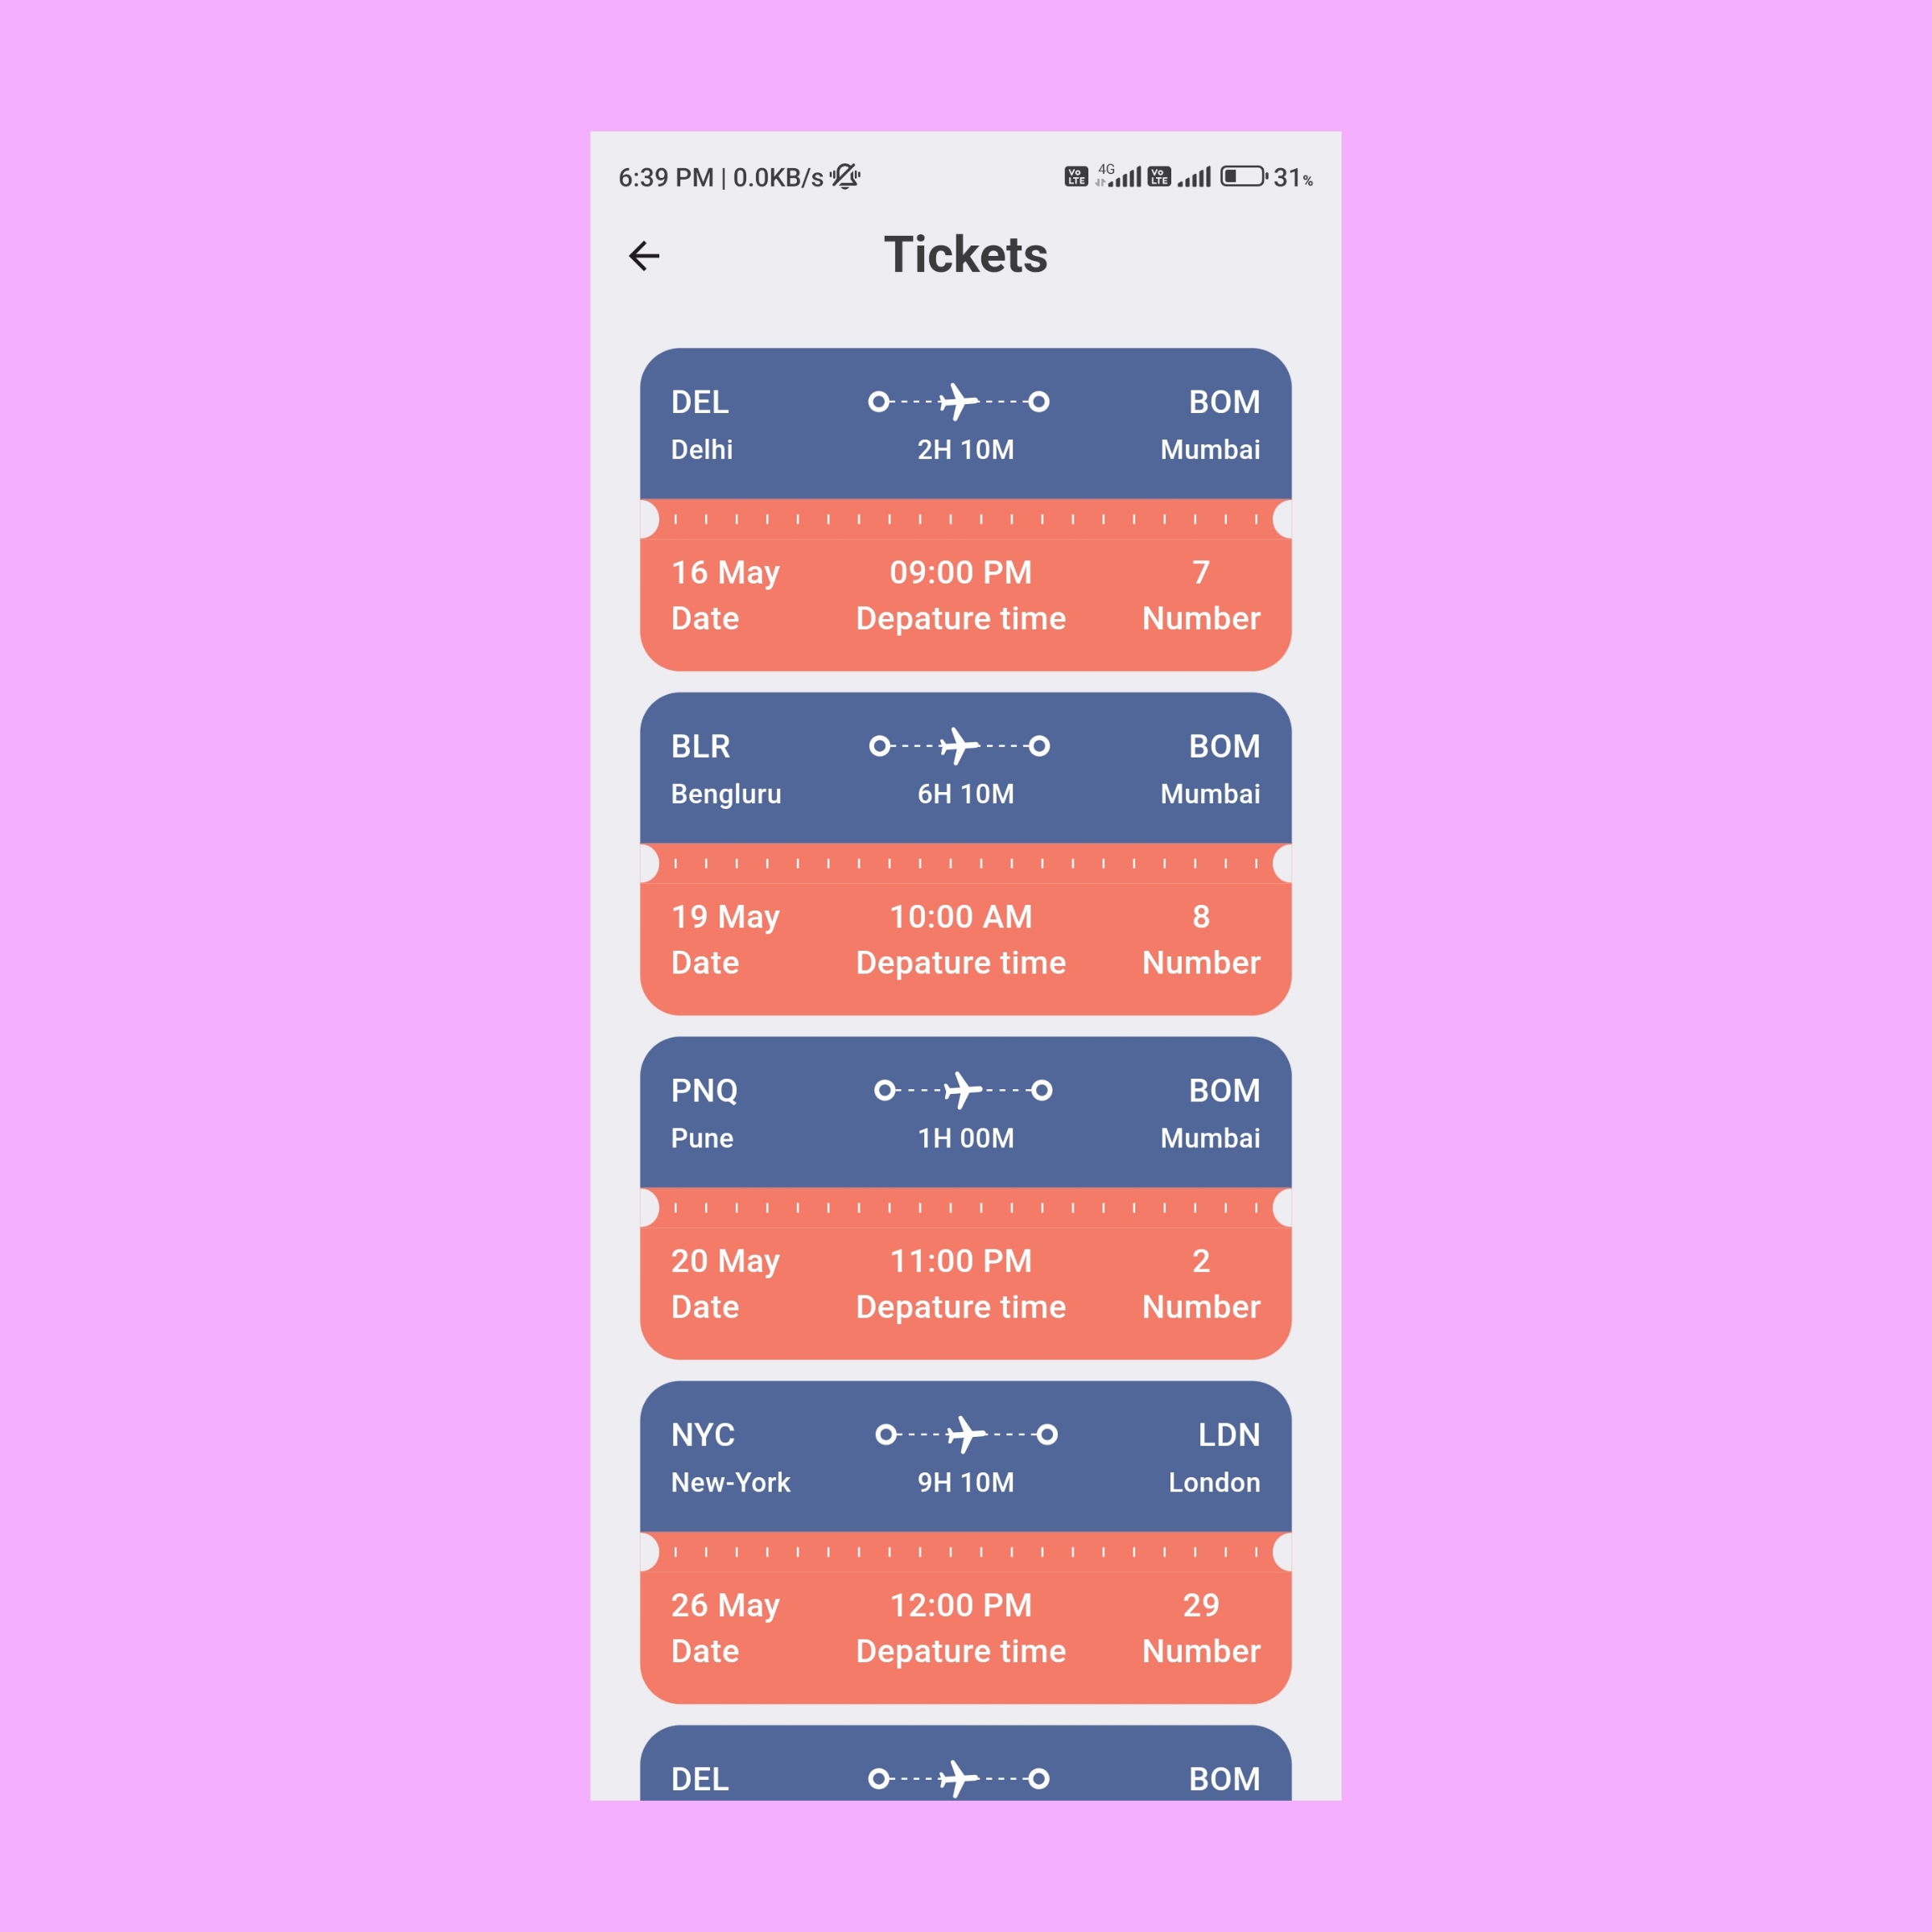 6:39 PM | 0.0KB/s Vo LTE 4G Vo LTE 31%
Tickets
DEL BOM
Delhi 2H 10M Mumbai
16 May 09:00 PM 7
Date Depature time Number
BLR BOM
Bengluru 6H 10M Mumbai
19 May 10:00 AM 8
Date Depature time Number
PNQ BOM
Pune 1H 00M Mumbai
20 May 11:00 PM 2
Date Depature time Number
NYC LDN
New-York 9H 10M London
26 May 12:00 PM 29
Date Depature time Number
DEL BOM